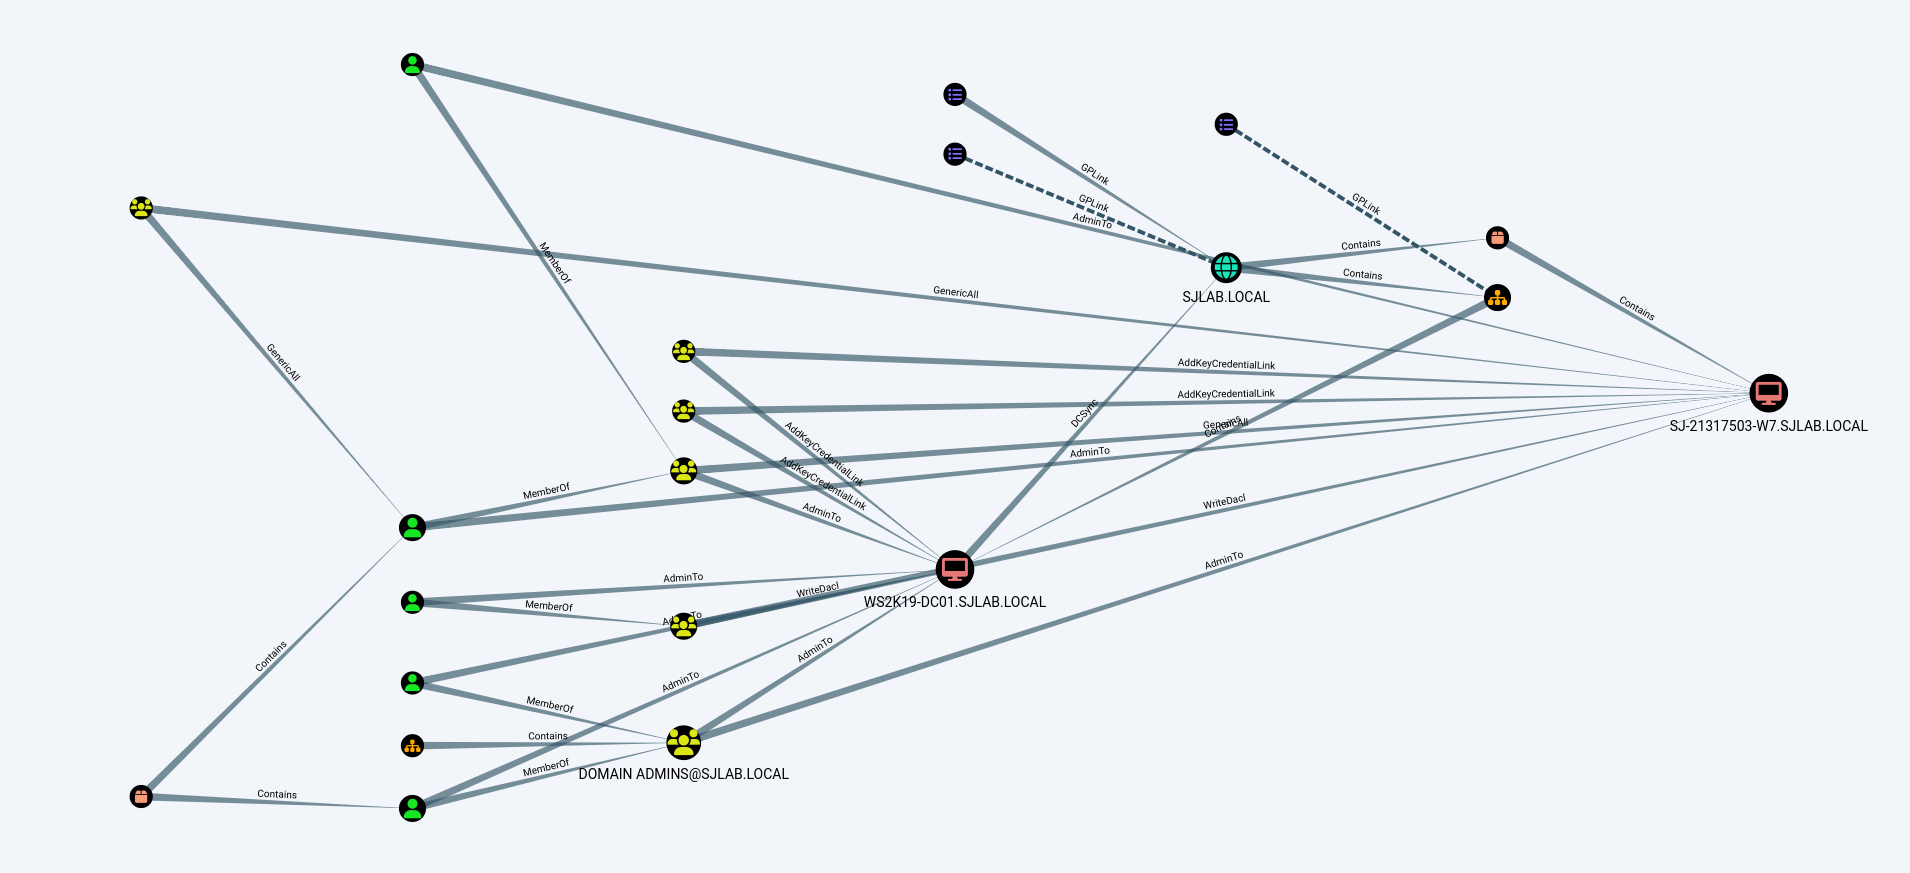 GPLink
GPLink
GPLink
AdminTo
MemberOf
Contains
Contains
SJLAB.LOCAL
GenericAll
Contains
GenericAll
AddKeyCredentialLink
AddKeyCredentialLink
DCSync
GenericAll
Contains
SJ-21317503-W7.SJLAB.LOCAL
AddKeyCredentialLink
AdminTo
AddKeyCredentialLink
MemberOf
AdminTo
WriteDacl
AdminTo
AdminTo
WriteDacl
MemberOf
WS2K19-DC01.SJLAB.LOCAL
AdminTo
Contains
AdminTo
MemberOf
Contains
MemberOf
DOMAIN ADMINS@SJLAB.LOCAL
Contains